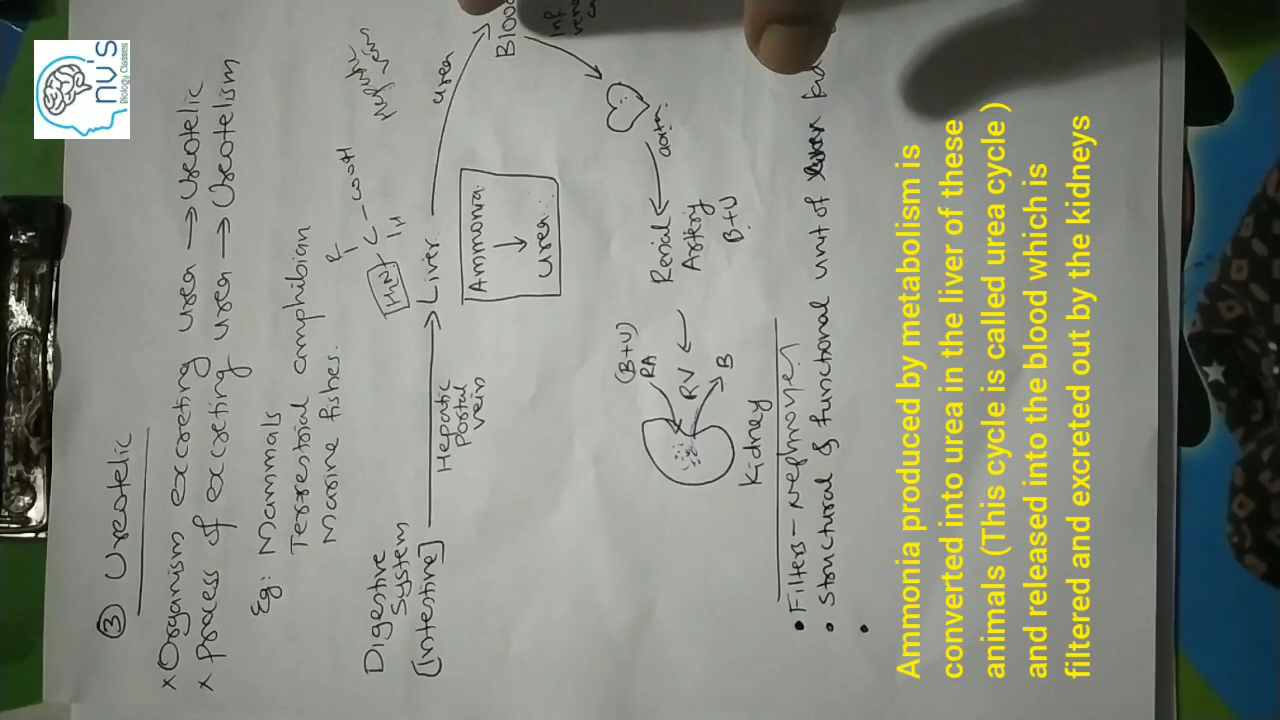 NV'S
Biology Classes
③ Ureotelic
x Organism excreting urea → Ureotelic
x process of excreting urea → Ureotelism
Eg: Mammals
Terrestrial amphibian
Marine fishes.
R
H2N - C - COOH
H
Digestive
System
[Intestine]
Hepatic
portal
vein
Liver
Hepatic
vein
Ammonia
↓
urea
urea
Blood
Inf
aorta
Renal
Artery
B+U
(B+U)
RA
RV
B
Kidney
• Filters -
• structural & functional unit of
Ammonia produced by metabolism is
converted into urea in the liver of these
animals (This cycle is called urea cycle )
and released into the blood which is
filtered and excreted out by the kidneys